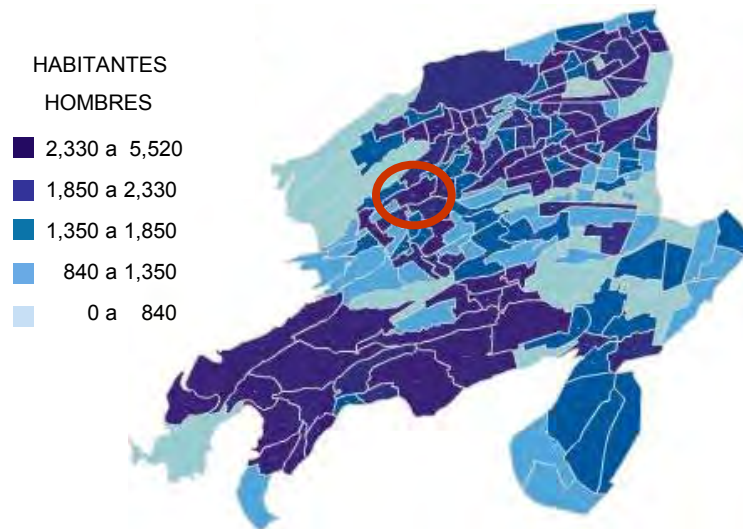 HABITANTES
HOMBRES
2,330 a 5,520
1,850 a 2,330
1,350 a 1,850
840 a 1,350
0 a 840